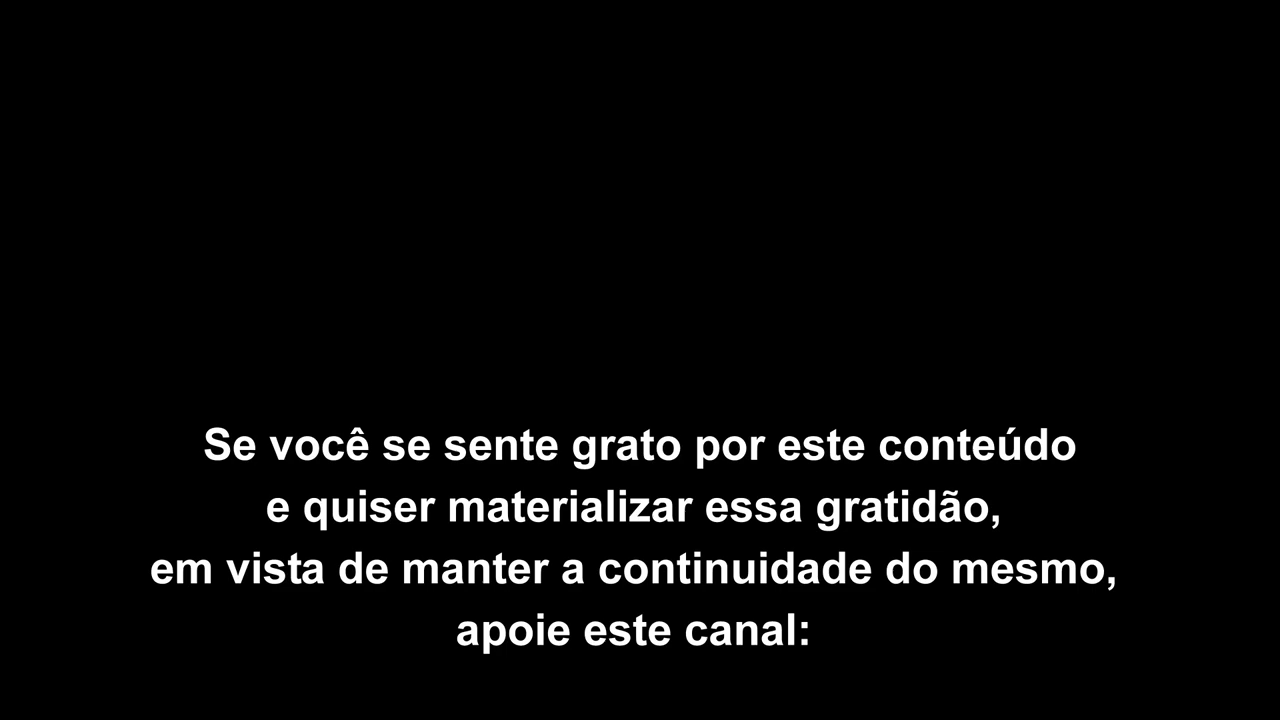 Se você se sente grato por este conteúdo
e quiser materializar essa gratidão,
em vista de manter a continuidade do mesmo,
apoie este canal: